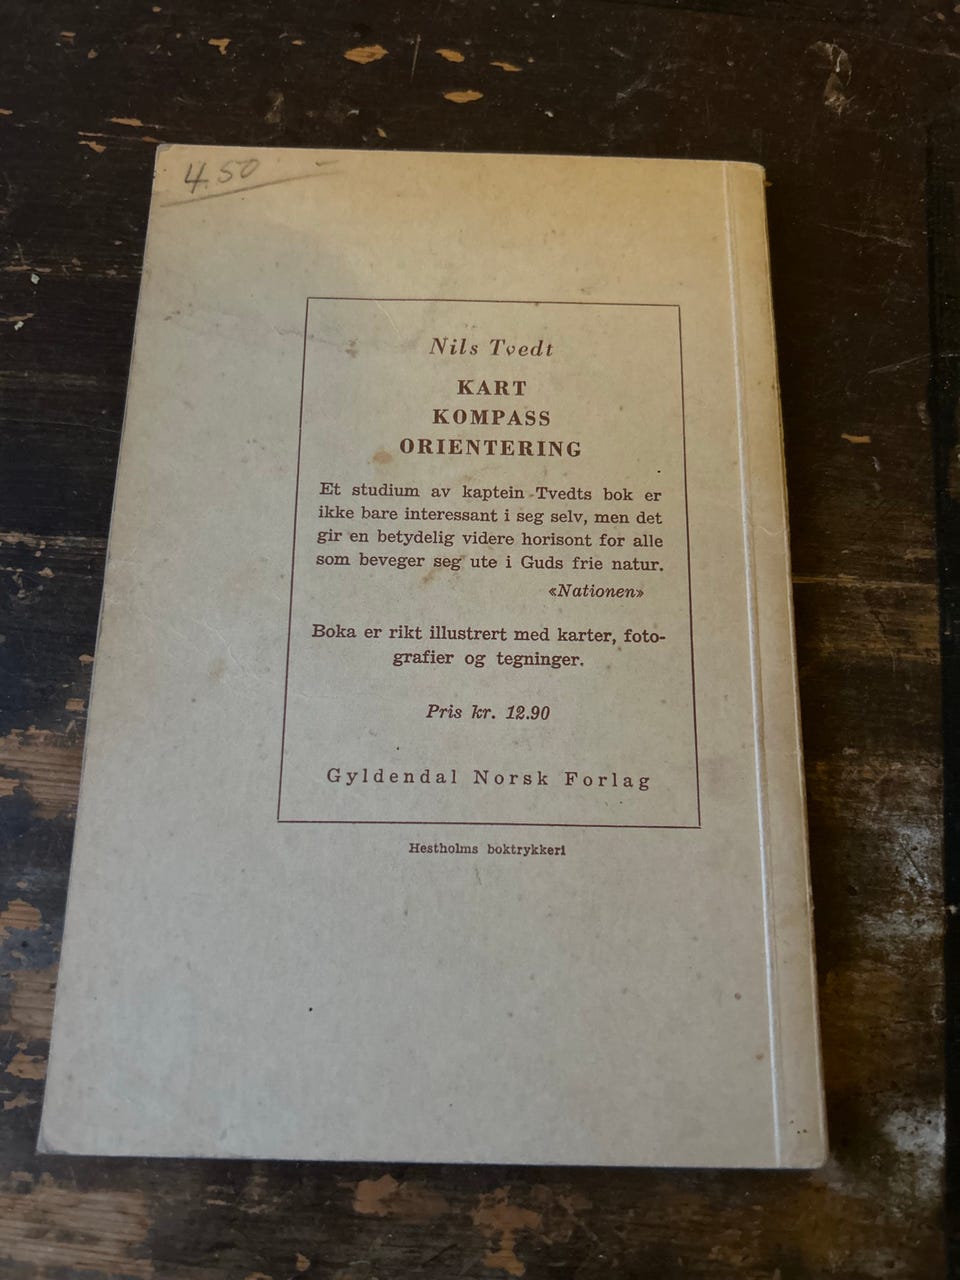 4.50 -
Nils Tvedt
KART
KOMPASS
ORIENTERING
Et studium av kaptein Tvedts bok er
ikke bare interessant i seg selv, men det
gir en betydelig videre horisont for alle
som beveger seg ute i Guds frie natur.
«Nationen»
Boka er rikt illustrert med karter, foto-
grafier og tegninger.
Pris kr. 12.90
Gyldendal Norsk Forlag
Hestholms boktrykkeri